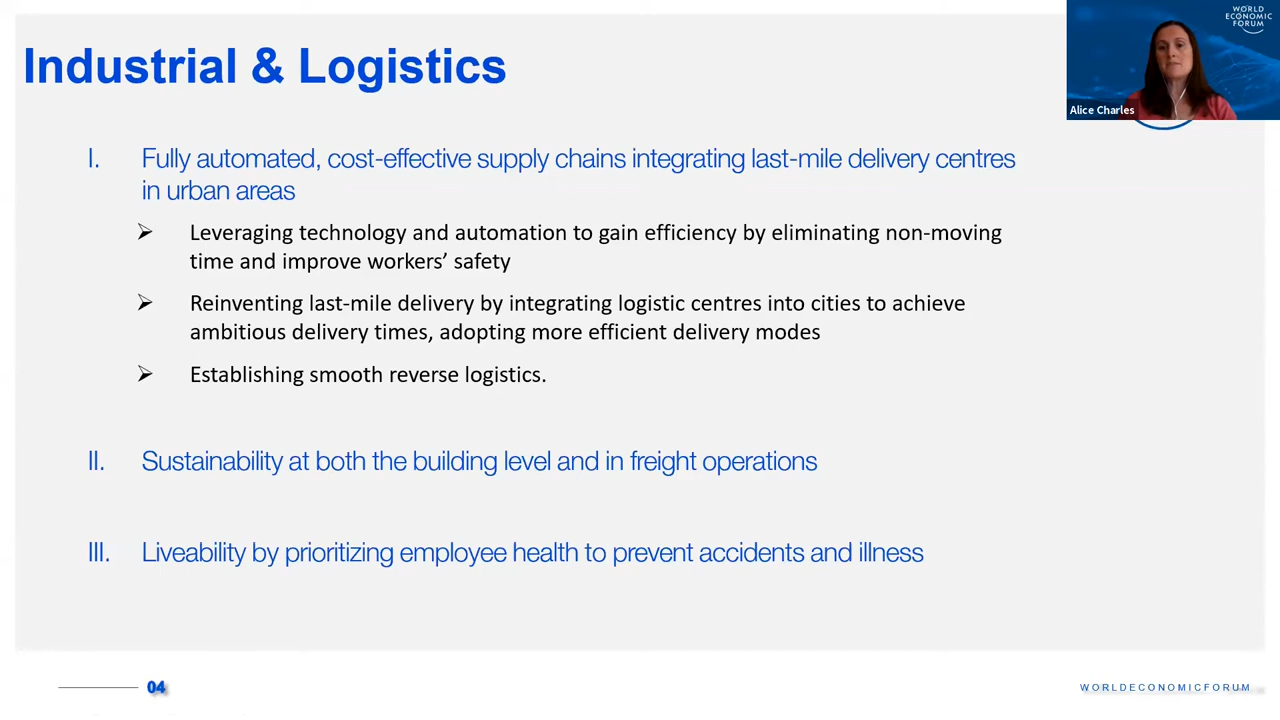 Industrial & Logistics
WORLD
ECONOMIC
FORUM
Alice Charles
I. Fully automated, cost-effective supply chains integrating last-mile delivery centres
in urban areas
➢ Leveraging technology and automation to gain efficiency by eliminating non-moving
time and improve workers’ safety
➢ Reinventing last-mile delivery by integrating logistic centres into cities to achieve
ambitious delivery times, adopting more efficient delivery modes
➢ Establishing smooth reverse logistics.
II. Sustainability at both the building level and in freight operations
III. Liveability by prioritizing employee health to prevent accidents and illness
04
WORLDECONOMICFORUM